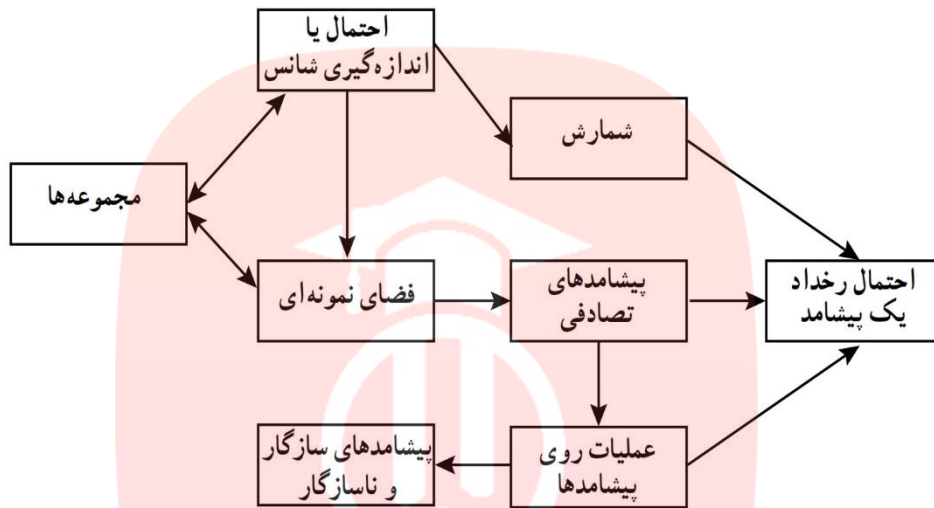 احتمال یا
اندازه‌گیری شانس
شمارش
مجموعه‌ها
فضای نمونه‌ای
پیشامدهای
تصادفی
احتمال رخداد
یک پیشامد
عملیات روی
پیشامدها
پیشامدهای سازگار
و ناسازگار